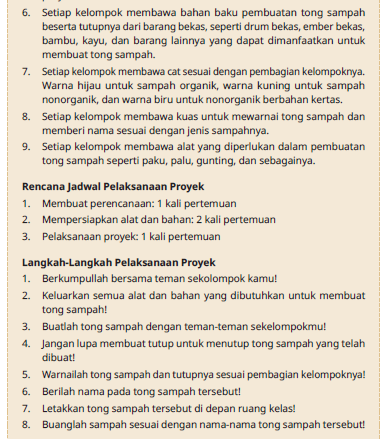 6. Setiap kelompok membawa bahan baku pembuatan tong sampah
beserta tutupnya dari barang bekas, seperti drum bekas, ember bekas,
bambu, kayu, dan barang lainnya yang dapat dimanfaatkan untuk
membuat tong sampah.
7. Setiap kelompok membawa cat sesuai dengan pembagian kelompoknya.
Warna hijau untuk sampah organik, warna kuning untuk sampah
nonorganik, dan warna biru untuk nonorganik berbahan kertas.
8. Setiap kelompok membawa kuas untuk mewarnai tong sampah dan
memberi nama sesuai dengan jenis sampahnya.
9. Setiap kelompok membawa alat yang diperlukan dalam pembuatan
tong sampah seperti paku, palu, gunting, dan sebagainya.
Rencana Jadwal Pelaksanaan Proyek
1. Membuat perencanaan: 1 kali pertemuan
2. Mempersiapkan alat dan bahan: 2 kali pertemuan
3. Pelaksanaan proyek: 1 kali pertemuan
Langkah-Langkah Pelaksanaan Proyek
1. Berkumpullah bersama teman sekolompok kamu!
2. Keluarkan semua alat dan bahan yang dibutuhkan untuk membuat
tong sampah!
3. Buatlah tong sampah dengan teman-teman sekelompokmu!
4. Jangan lupa membuat tutup untuk menutup tong sampah yang telah
dibuat!
5. Warnailah tong sampah dan tutupnya sesuai pembagian kelompoknya!
6. Berilah nama pada tong sampah tersebut!
7. Letakkan tong sampah tersebut di depan ruang kelas!
8. Buanglah sampah sesuai dengan nama-nama tong sampah tersebut!